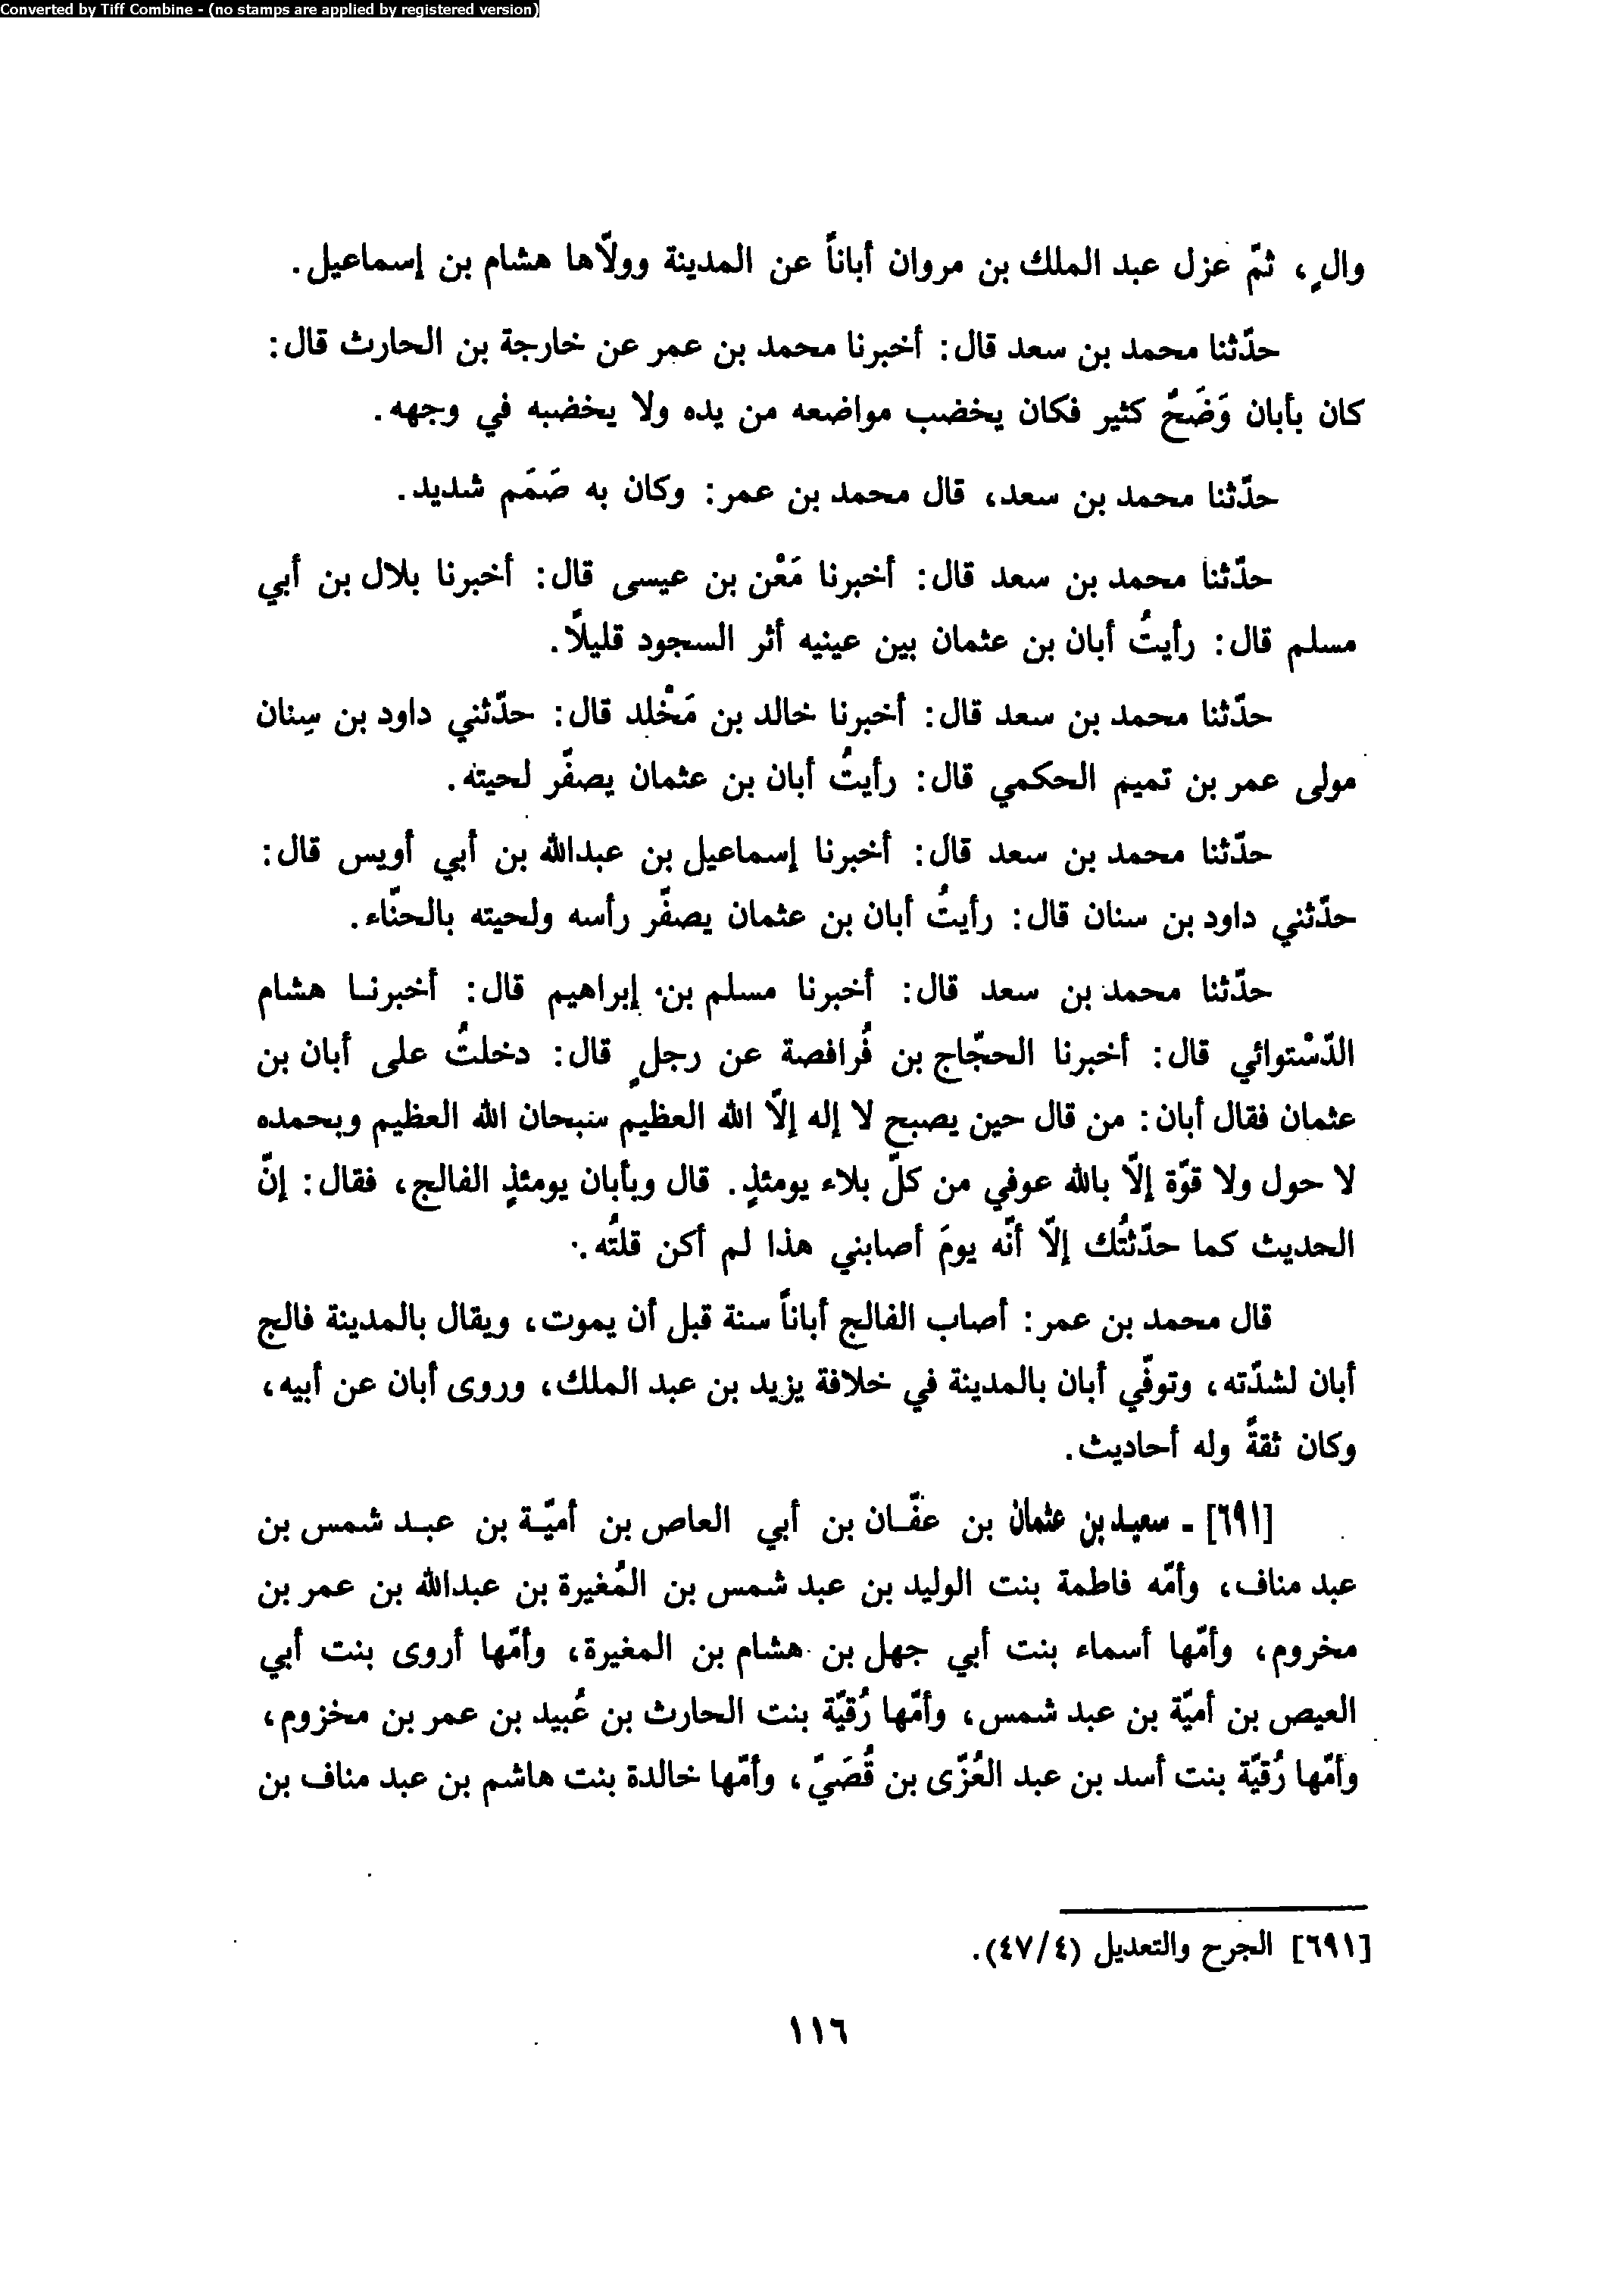 Converted by Tiff Combine - (no stamps are applied by registered version)
والٍ، ثمّ عزل عبد الملك بن مروان أباناً عن المدينة وولّاها هشام بن إسماعيل.
حدّثنا محمد بن سعد قال: أخبرنا محمد بن عمر عن خارجة بن الحارث قال:
كان بأبان وَضَحٌ كثير فكان يخضب مواضعه من يده ولا يخضبه في وجهه.
حدّثنا محمد بن سعد، قال محمد بن عمر: وكان به صَمَم شديد.
حدّثنا محمد بن سعد قال: أخبرنا مَعْن بن عيسى قال: أخبرنا بلال بن أبي
مسلم قال: رأيتُ أبان بن عثمان بين عينيه أثر السجود قليلاً.
حدّثنا محمد بن سعد قال: أخبرنا خالد بن مَخْلد قال: حدّثني داود بن سِنان
مولى عمر بن تميم الحكمي قال: رأيتُ أبان بن عثمان يصفّر لحيته.
حدّثنا محمد بن سعد قال: أخبرنا إسماعيل بن عبدالله بن أبي أويس قال:
حدّثني داود بن سنان قال: رأيتُ أبان بن عثمان يصفّر رأسه ولحيته بالحنّاء.
حدّثنا محمد بن سعد قال: أخبرنا مسلم بن إبراهيم قال: أخبرنا هشام
الدّسْتوائي قال: أخبرنا الحجّاج بن فُرافصة عن رجلٍ قال: دخلتُ على أبان بن
عثمان فقال أبان: من قال حين يصبح لا إله إلّا الله العظيم سبحان الله العظيم وبحمده
لا حول ولا قوّة إلّا بالله عوفي من كلّ بلاء يومئذٍ. قال وبأبان يومئذٍ الفالج، فقال: إنّ
الحديث كما حدّثتُك إلّا أنّه يومَ أصابني هذا لم أكن قلتُه.
قال محمد بن عمر: أصاب الفالج أباناً سنة قبل أن يموت، ويقال بالمدينة فالج
أبان لشدّته، وتوفّي أبان بالمدينة في خلافة يزيد بن عبد الملك، وروى أبان عن أبيه،
وكان ثقةً وله أحاديث.
[٦٩١] - سعيد بن عثمان بن عفّان بن أبي العاص بن أميّة بن عبد شمس بن
عبد مناف، وأمّه فاطمة بنت الوليد بن عبد شمس بن المُغيرة بن عبدالله بن عمر بن
مخروم، وأمّها أسماء بنت أبي جهل بن هشام بن المغيرة، وأمّها أروى بنت أبي
العيص بن أميّة بن عبد شمس، وأمّها رُقيّة بنت الحارث بن عُبيد بن عمر بن مخزوم،
وأمّها رُقيّة بنت أسد بن عبد العُزّى بن قُصَيّ، وأمّها خالدة بنت هاشم بن عبد مناف بن
[٦٩١] الجرح والتعديل (٤/٤٧).
١١٦